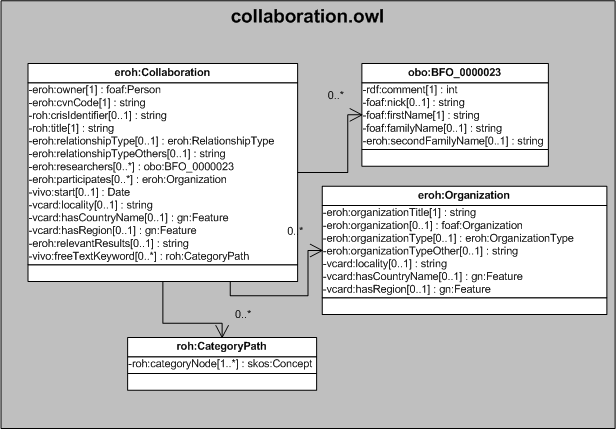 collaboration.owl
eroh:Collaboration
-eroh:owner[1] : foaf:Person
-eroh:cvnCode[1] : string
-roh:crisIdentifier[0..1] : string
-roh:title[1] : string
-eroh:relationshipType[0..1] : eroh:RelationshipType
-eroh:relationshipTypeOthers[0..1] : string
-eroh:researchers[0..*] : obo:BFO_0000023
-eroh:participates[0..*] : eroh:Organization
-vivo:start[0..1] : Date
-vcard:locality[0..1] : string
-vcard:hasCountryName[0..1] : gn:Feature
-vcard:hasRegion[0..1] : gn:Feature
-eroh:relevantResults[0..1] : string
-vivo:freeTextKeyword[0..*] : roh:CategoryPath
0..*
obo:BFO_0000023
-rdf:comment[1] : int
-foaf:nick[0..1] : string
-foaf:firstName[1] : string
-foaf:familyName[0..1] : string
-eroh:secondFamilyName[0..1] : string
0..*
eroh:Organization
-eroh:organizationTitle[1] : string
-eroh:organization[0..1] : foaf:Organization
-eroh:organizationType[0..1] : eroh:OrganizationType
-eroh:organizationTypeOther[0..1] : string
-vcard:locality[0..1] : string
-vcard:hasCountryName[0..1] : gn:Feature
-vcard:hasRegion[0..1] : gn:Feature
0..*
roh:CategoryPath
-roh:categoryNode[1..*] : skos:Concept